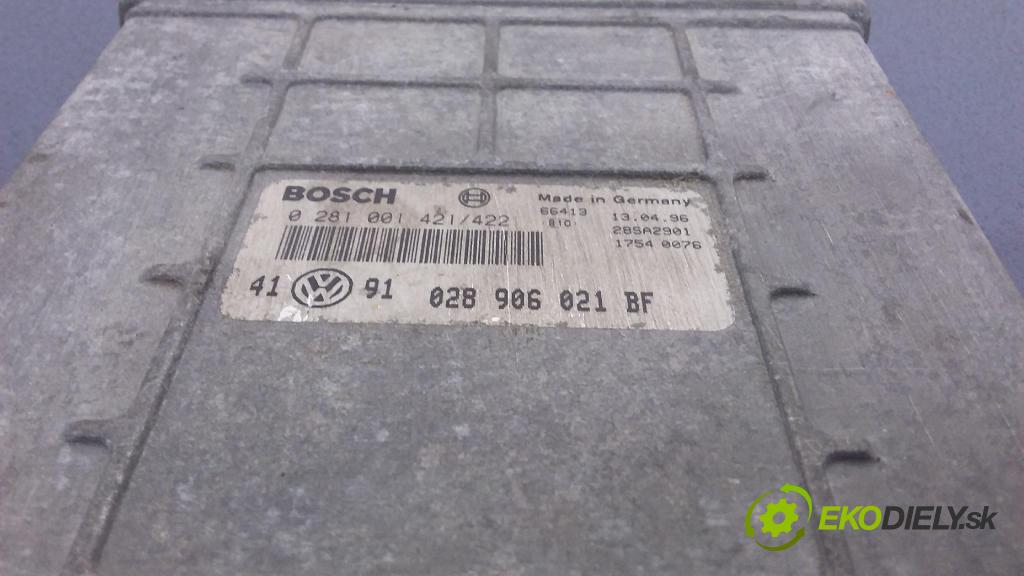 BOSCH
Made in Germany
0 281 001 421/422
66413 13.04.96
810 28SA2901
1754 0076
41 VW 91 028 906 021 BF
EKODIELY.sk